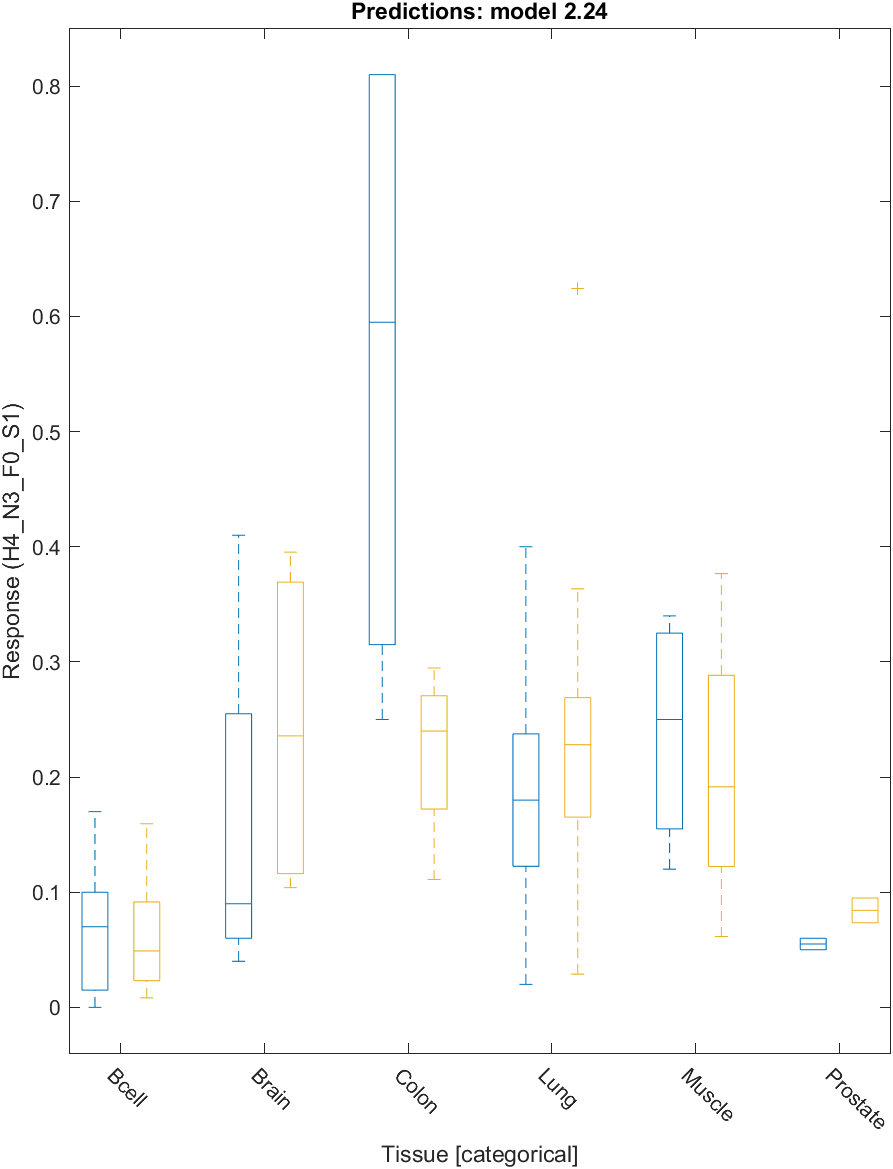 Predictions: model 2.24
Response (H4_N3_F0_S1)
0.8
0.7
0.6
0.5
0.4
0.3
0.2
0.1
0
Bcell
Brain
Colon
Lung
Muscle
Prostate
Tissue [categorical]